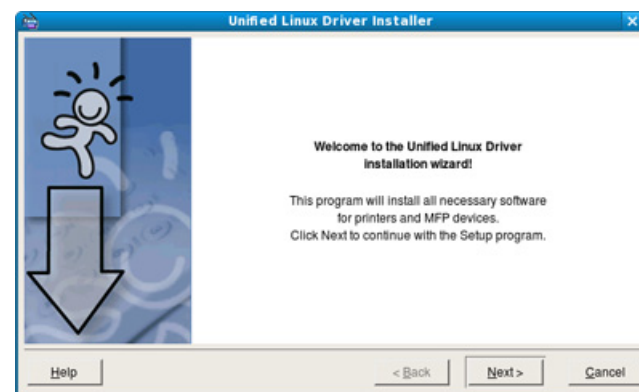 Unified Linux Driver Installer
Welcome to the Unified Linux Driver
installation wizard!
This program will install all necessary software
for printers and MFP devices.
Click Next to continue with the Setup program.
Help
< Back
Next >
Cancel